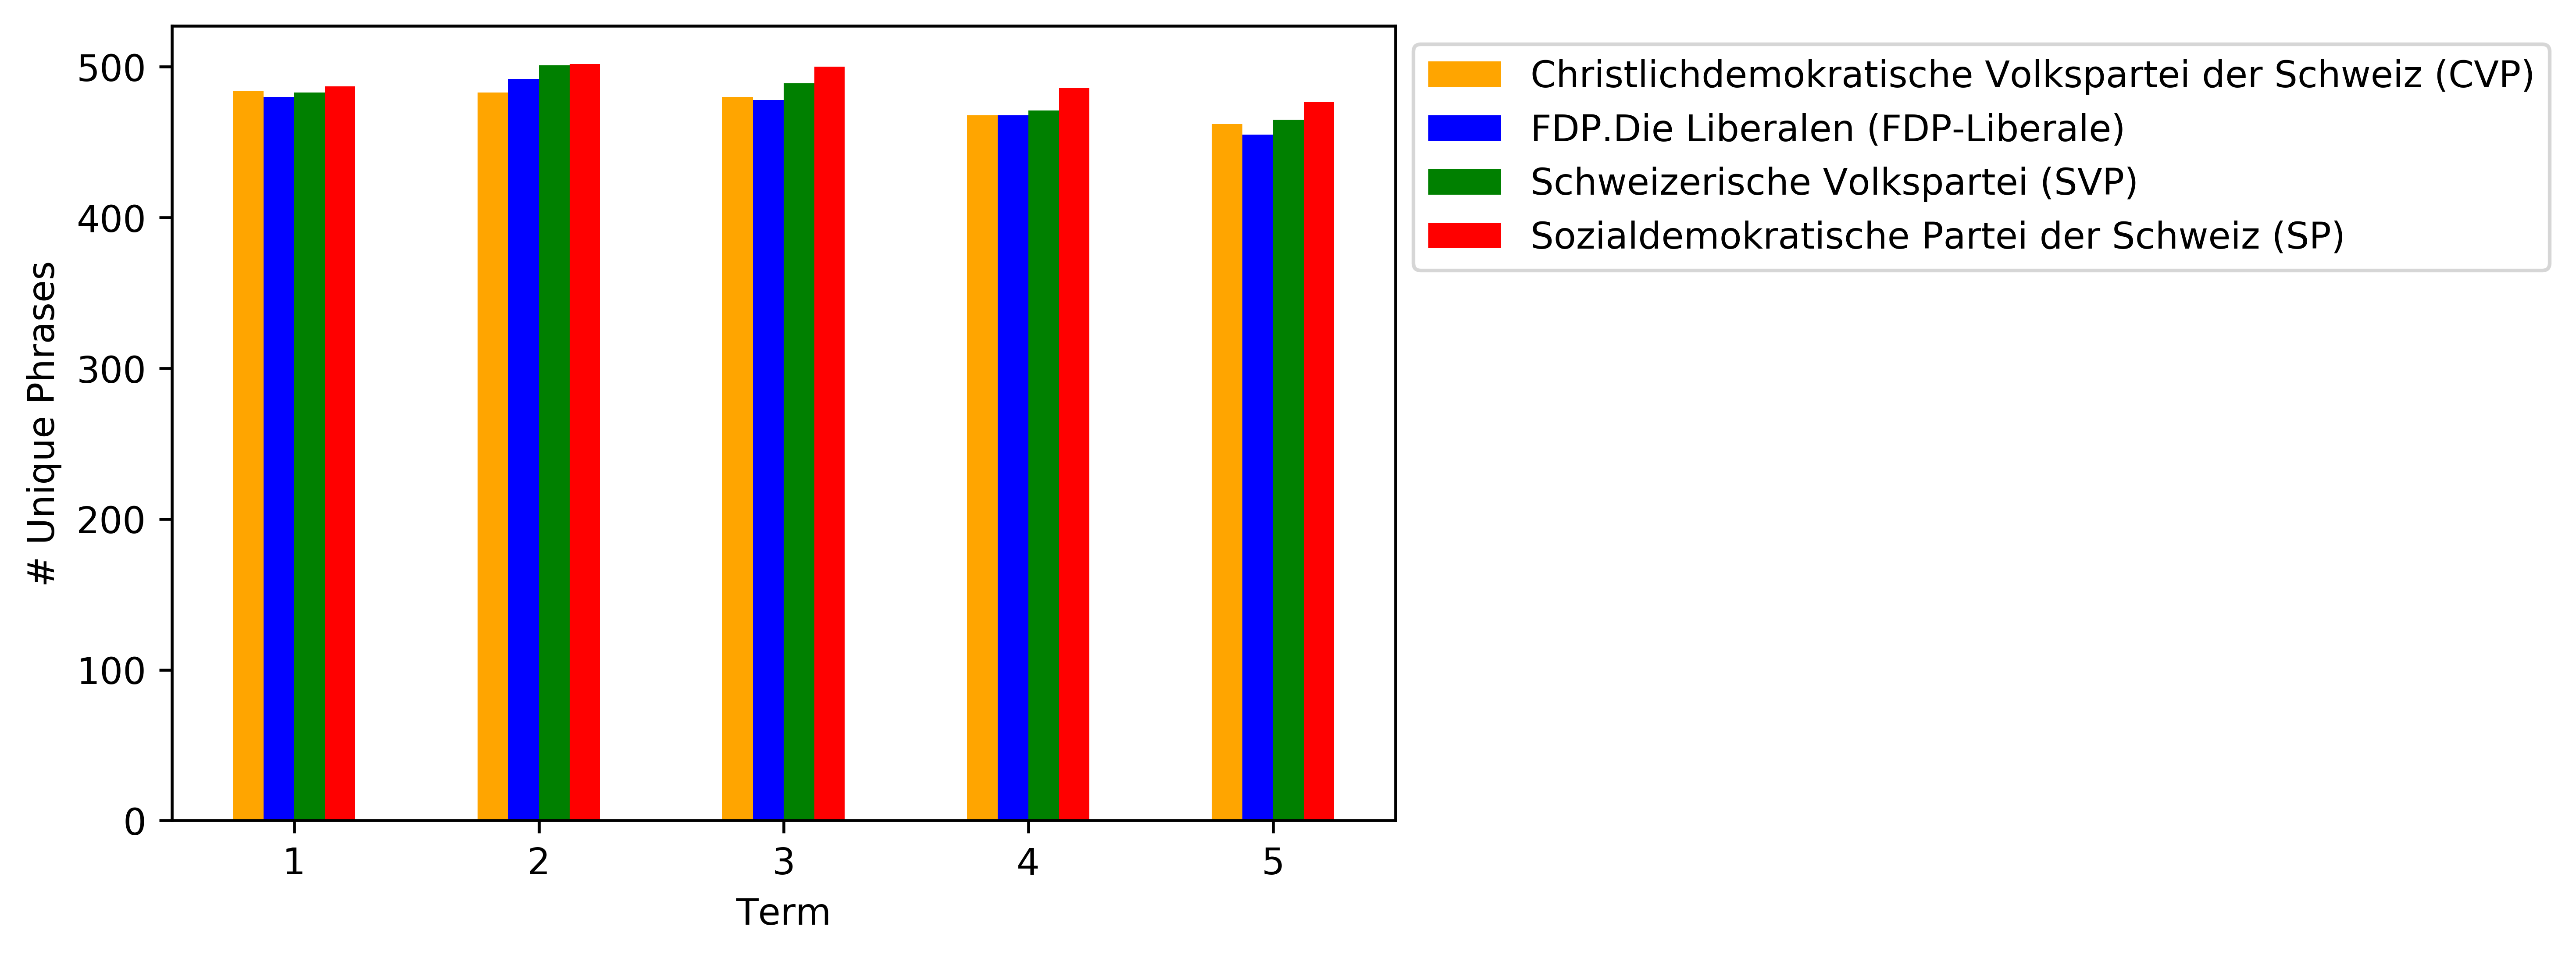 500
400
300
200
100
0
# Unique Phrases
1 2 3 4 5
Term
Christlichdemokratische Volkspartei der Schweiz (CVP)
FDP.Die Liberalen (FDP-Liberale)
Schweizerische Volkspartei (SVP)
Sozialdemokratische Partei der Schweiz (SP)